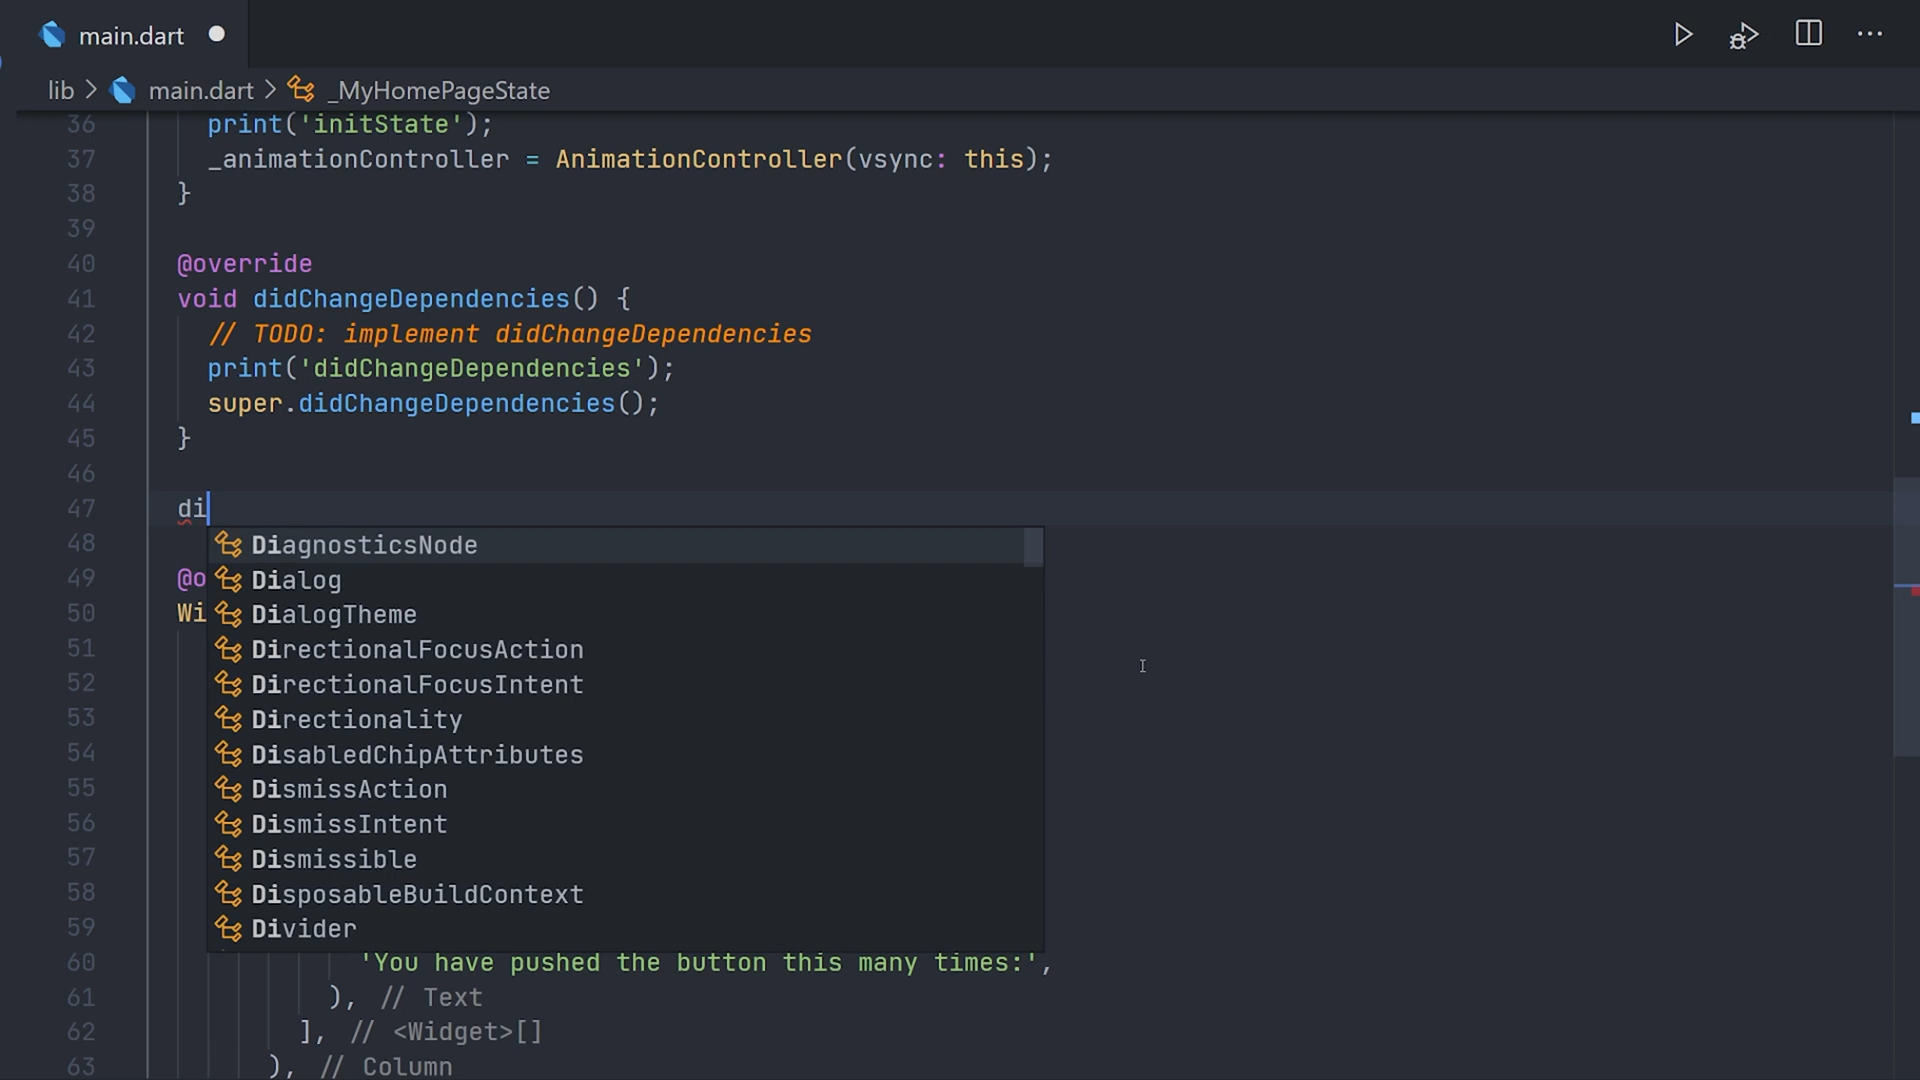 main.dart
lib > main.dart > _MyHomePageState
36 print('initState');
37 _animationController = AnimationController(vsync: this);
38 }
39
40 @override
41 void didChangeDependencies() {
42 // TODO: implement didChangeDependencies
43 print('didChangeDependencies');
44 super.didChangeDependencies();
45 }
46
47 di
48 DiagnosticsNode
49 @o Dialog
50 Wi DialogTheme
51 DirectionalFocusAction
52 DirectionalFocusIntent
53 Directionality
54 DisabledChipAttributes
55 DismissAction
56 DismissIntent
57 Dismissible
58 DisposableBuildContext
59 Divider
60 'You have pushed the button this many times:',
61 ), // Text
62 ], // <Widget>[]
63 ), // Column